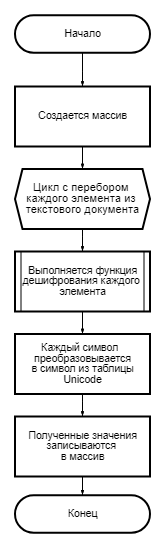 Начало
Создается массив
Цикл с перебором
каждого элемента из
текстового документа
Выполняется функция
дешифрования каждого
элемента
Каждый символ
преобразовывается
в символ из таблицы
Unicode
Полученные значения
записываются
в массив
Конец